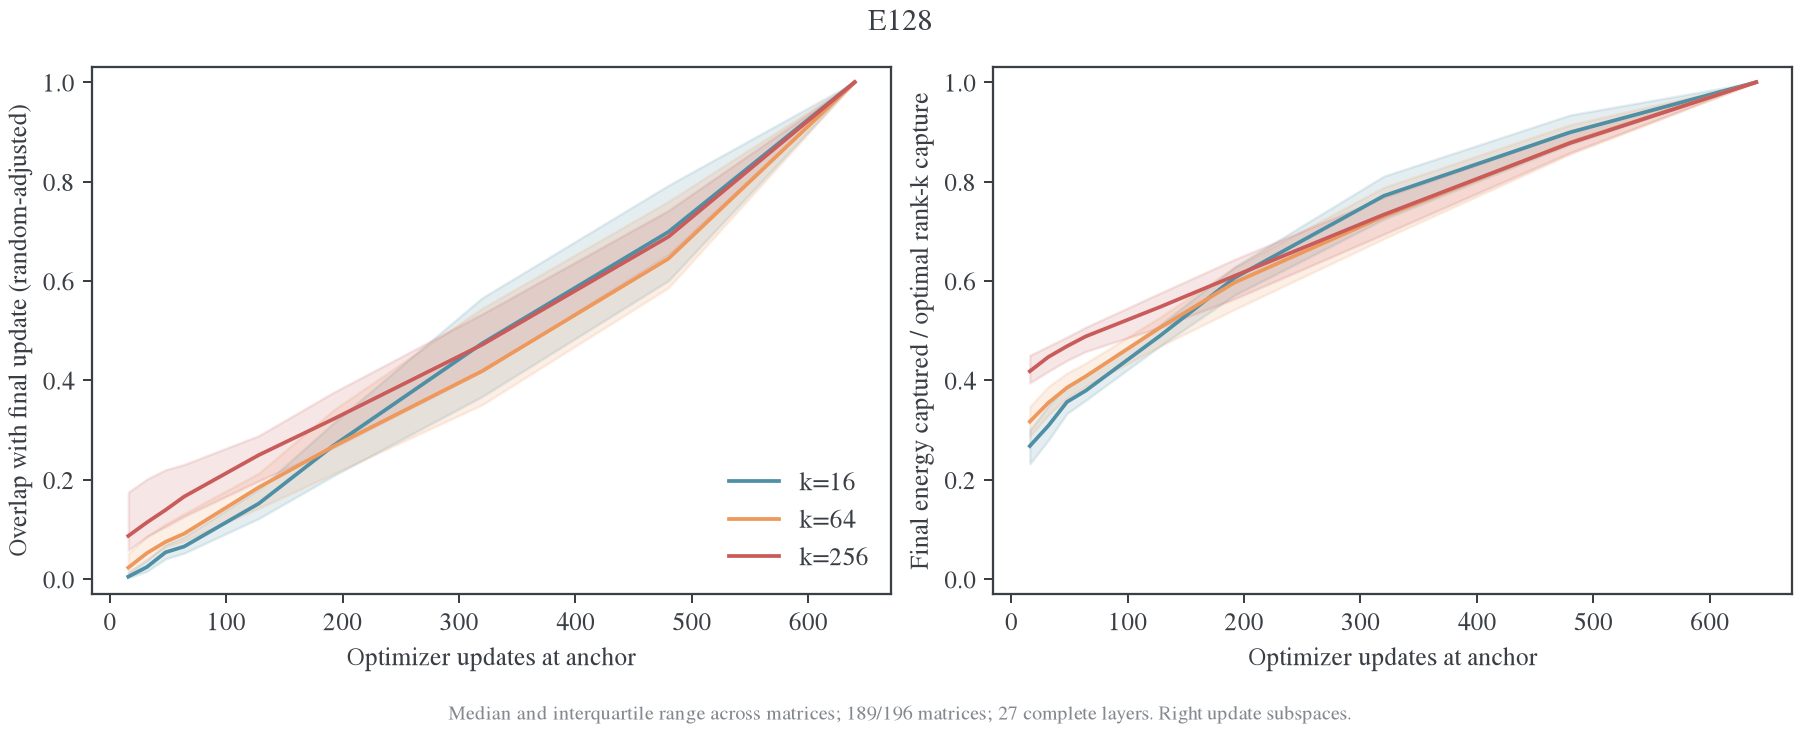 E128
Overlap with final update (random-adjusted)
1.0
0.8
0.6
0.4
0.2
0.0
k=16
k=64
k=256
0 100 200 300 400 500 600
Optimizer updates at anchor
Final energy captured / optimal rank-k capture
1.0
0.8
0.6
0.4
0.2
0.0
0 100 200 300 400 500 600
Optimizer updates at anchor
Median and interquartile range across matrices; 189/196 matrices; 27 complete layers. Right update subspaces.